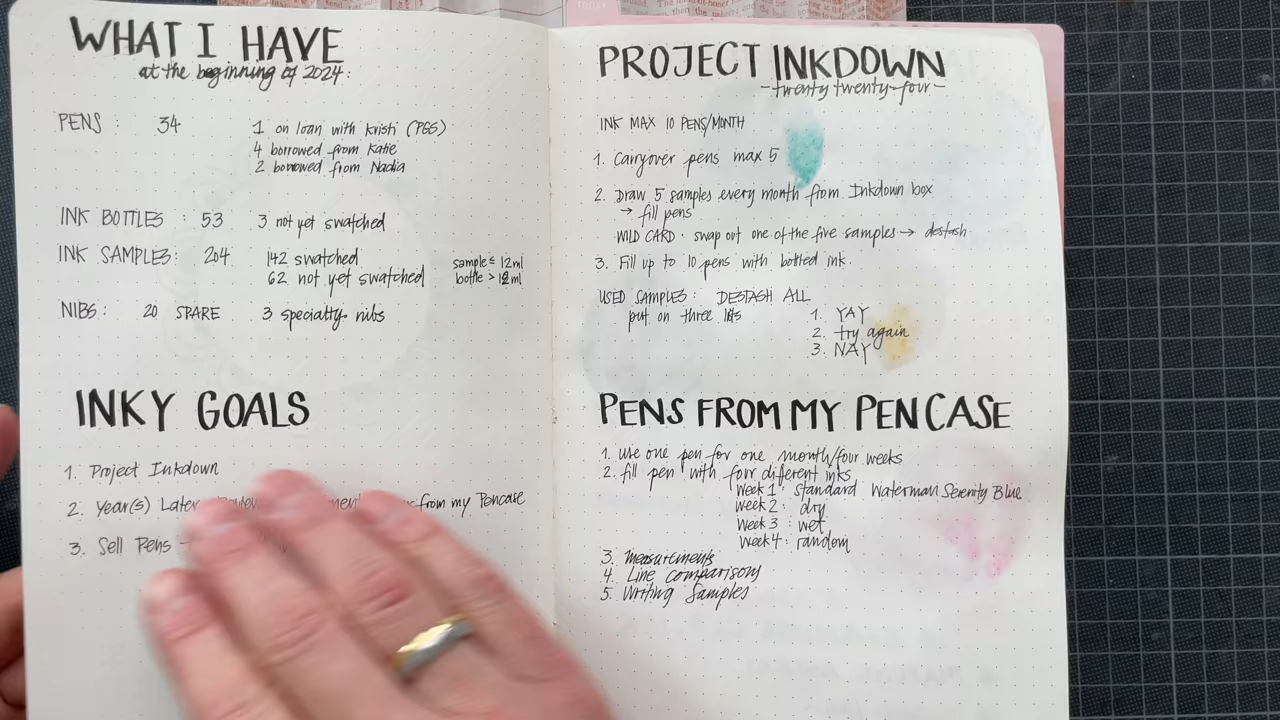 TODAY
WHAT I HAVE
at the beginning of 2024:
PENS : 34
1 on loan with Kristi (PGS)
4 borrowed from Katie
2 borrowed from Nadia
INK BOTTLES : 53 3 not yet swatched
INK SAMPLES: 204 142 swatched
62 not yet swatched
sample ≤ 12ml
bottle > 12ml
NIBS: 20 SPARE 3 specialty nibs
INKY GOALS
1. Project Inkdown
2. Year(s) Later from my Pencase
3. Sell Pens
PROJECT INKDOWN
-twenty twenty-four-
INK MAX 10 PENS/MONTH
1. Carryover pens max 5
2. Draw 5 samples every month from Inkdown box
→ fill pens
WILD CARD · swap out one of the five samples → destash
3. Fill up to 10 pens with bottled ink.
USED SAMPLES: DESTASH ALL
put on three lists
1. YAY
2. try again
3. NAY
PENS FROM MY PEN CASE
1. use one pen for one month/four weeks
2. fill pen with four different inks
Week 1: standard Waterman Serenity Blue
Week 2: dry
Week 3: wet
Week 4: random
3. Measurements
4. Line comparisons
5. Writing Samples